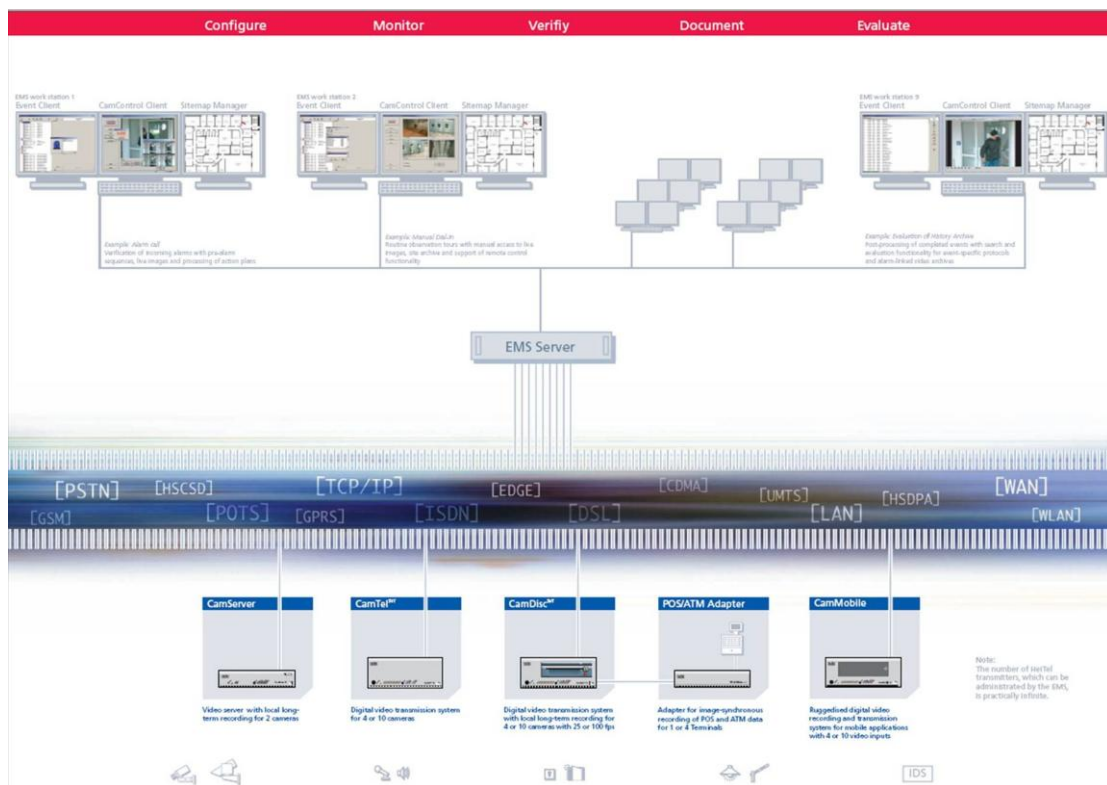 Configure
Monitor
Verifiy
Document
Evaluate
EMS work station 1
Event Client
CamControl Client
Sitemap Manager
EMS work station 2
Event Client
CamControl Client
Sitemap Manager
EMS work station
Event Client
CamControl Client
Sitemap Manager
Example: Alarm call
Verification of incoming alarms with pre-alarm
sequences, live images and processing of action plans
Example: Manual Dial-In
Routine observation tours with manual access to live
images, site archive and support of remote control
functionality
Example: Evaluation of History Archive
Post-processing of completed events with search and
evaluation functionality for event-specific protocols
and alarm-linked video archives
EMS Server
[PSTN]
[HSCSD]
[TCP/IP]
[EDGE]
[CDMA]
[UMTS]
[HSDPA]
[WAN]
[GSM]
[POTS]
[GPRS]
[ISDN]
[DSL]
[LAN]
[WLAN]
CamServer
Video server with local long-
term recording for 2 cameras
CamTel
Digital video transmission system
for 4 or 10 cameras
CamDisc
Digital video transmission system
with local long-term recording for
4 or 10 cameras with 25 or 100 fps
POS/ATM Adapter
Adapter for image-synchronous
recording of POS and ATM data
for 1 or 4 Terminals
CamMobile
Ruggedised digital video
recording and transmission
system for mobile applications
with 4 or 10 video inputs
Note:
The number of HeiTel
transmitters, which can be
administrated by the EMS,
is practically infinite.
IDS